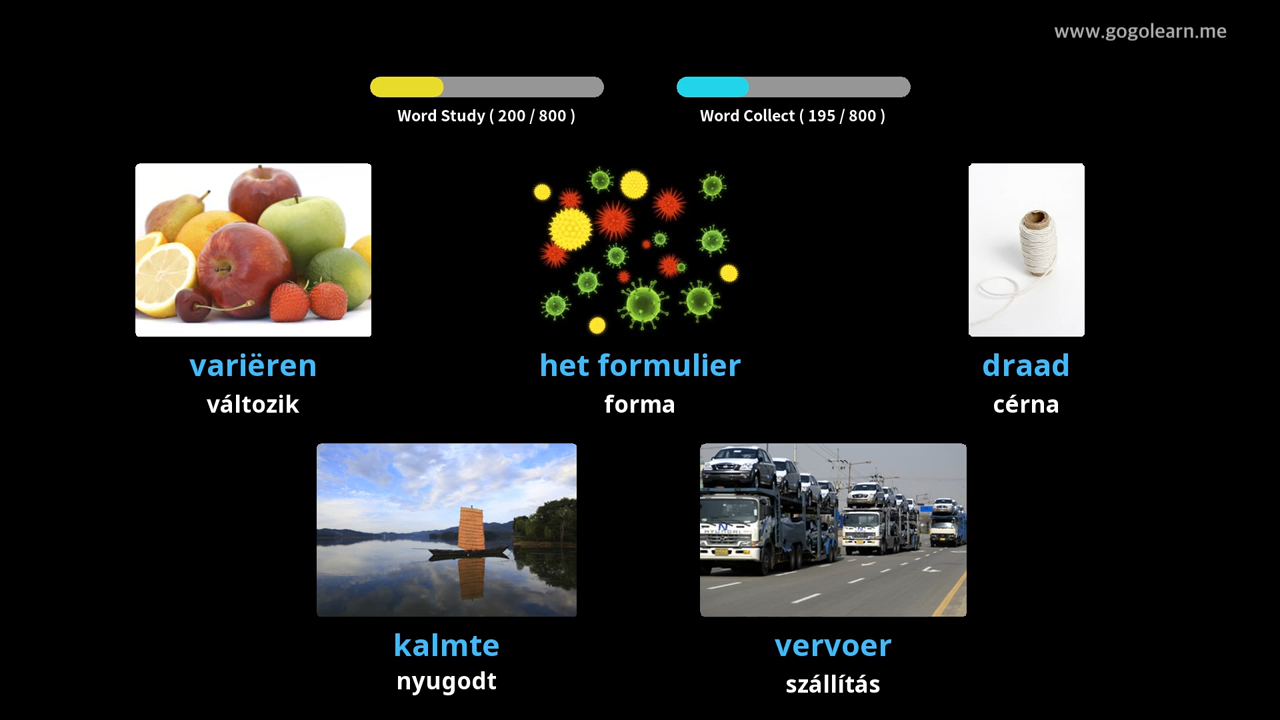 www.gogolearn.me
Word Study ( 200 / 800 )
Word Collect ( 195 / 800 )
variëren
het formulier
draad
változik
forma
cérna
kalmte
vervoer
nyugodt
szállítás